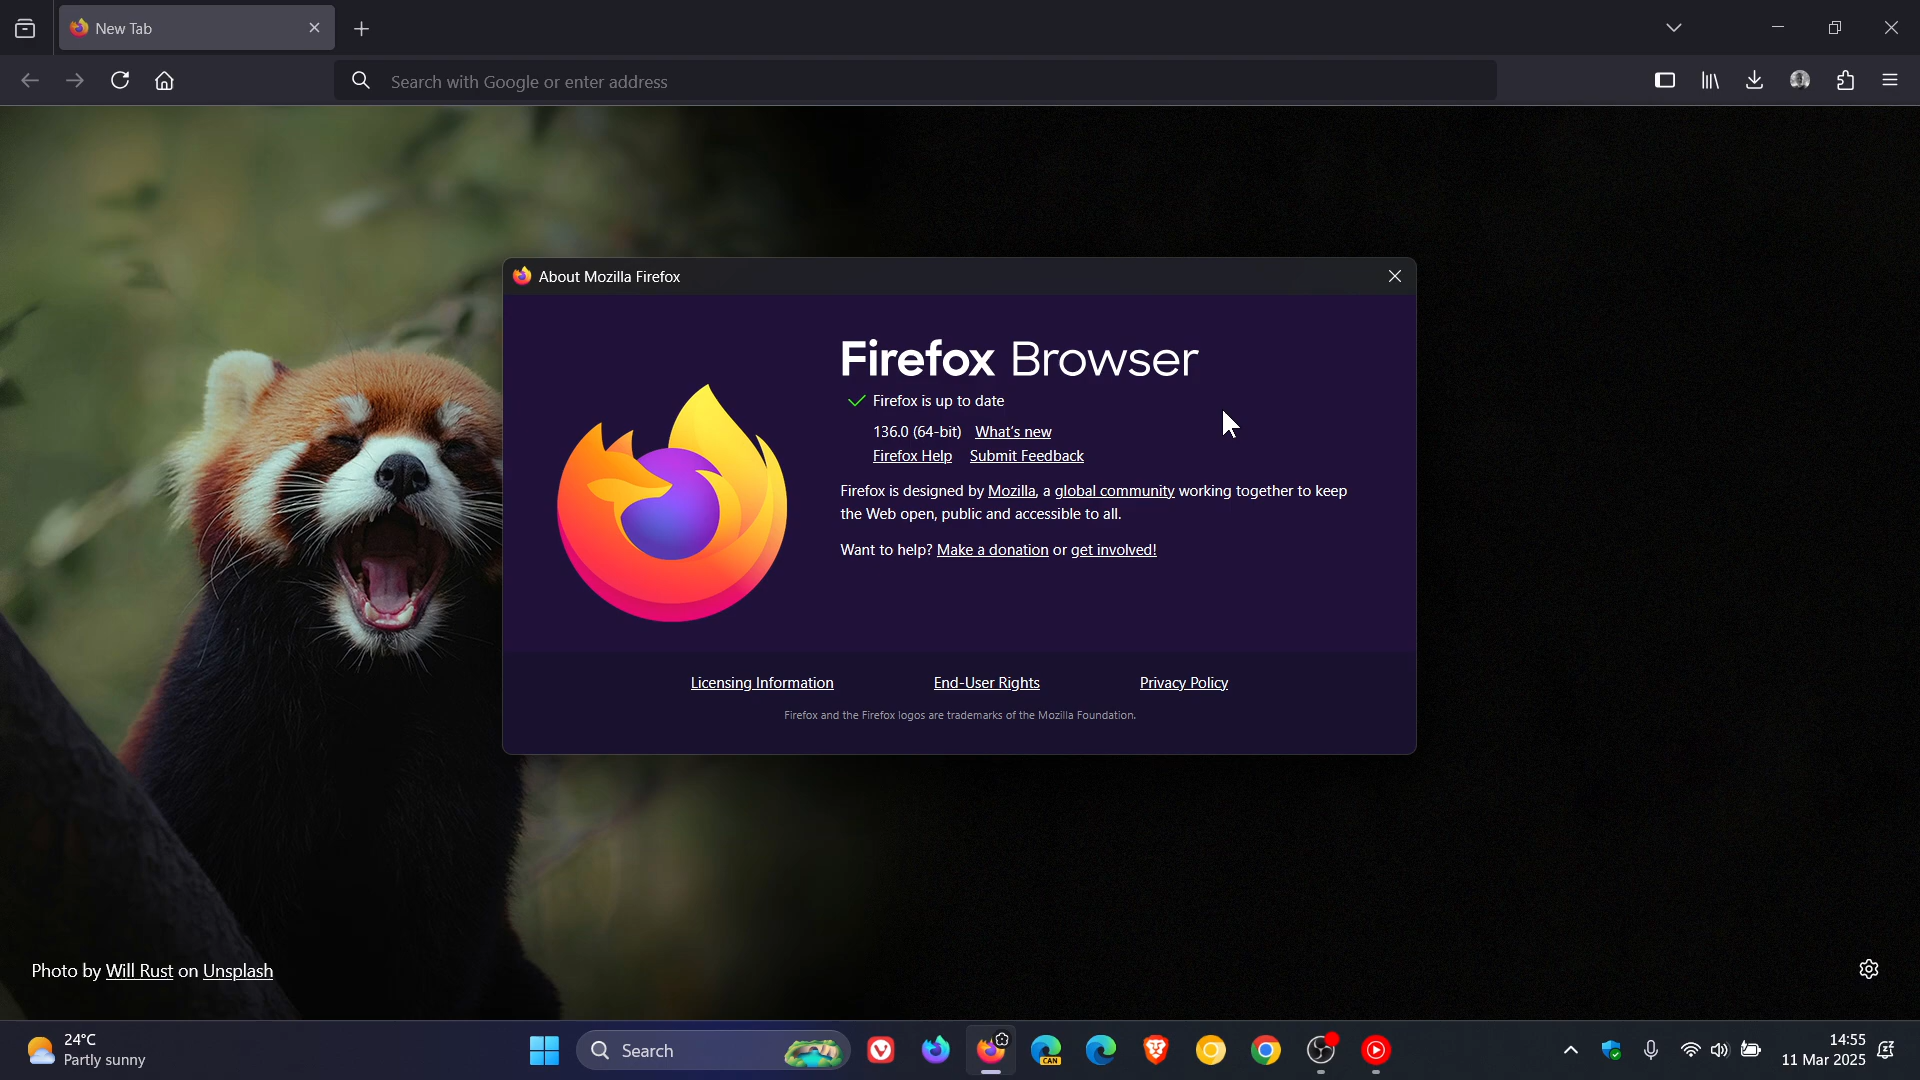 New Tab
Search with Google or enter address
About Mozilla Firefox
Firefox Browser
Firefox is up to date
136.0 (64-bit) What's new
Firefox Help Submit Feedback
Firefox is designed by Mozilla, a global community working together to keep
the Web open, public and accessible to all.
Want to help? Make a donation or get involved!
Licensing Information End-User Rights Privacy Policy
Firefox and the Firefox logos are trademarks of the Mozilla Foundation.
Photo by Will Rust on Unsplash
24°C
Partly sunny
Search
CAN
14:55
11 Mar 2025